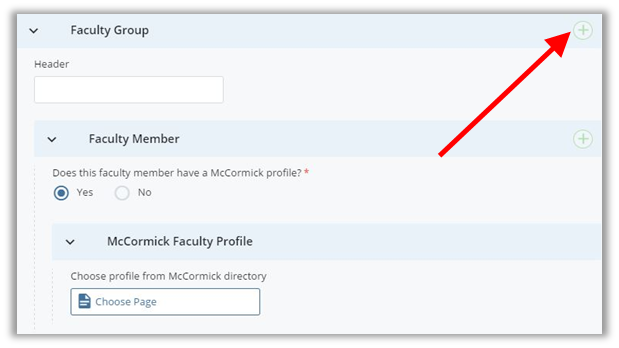 Faculty Group
Header
Faculty Member
Does this faculty member have a McCormick profile? *
Yes No
McCormick Faculty Profile
Choose profile from McCormick directory
Choose Page